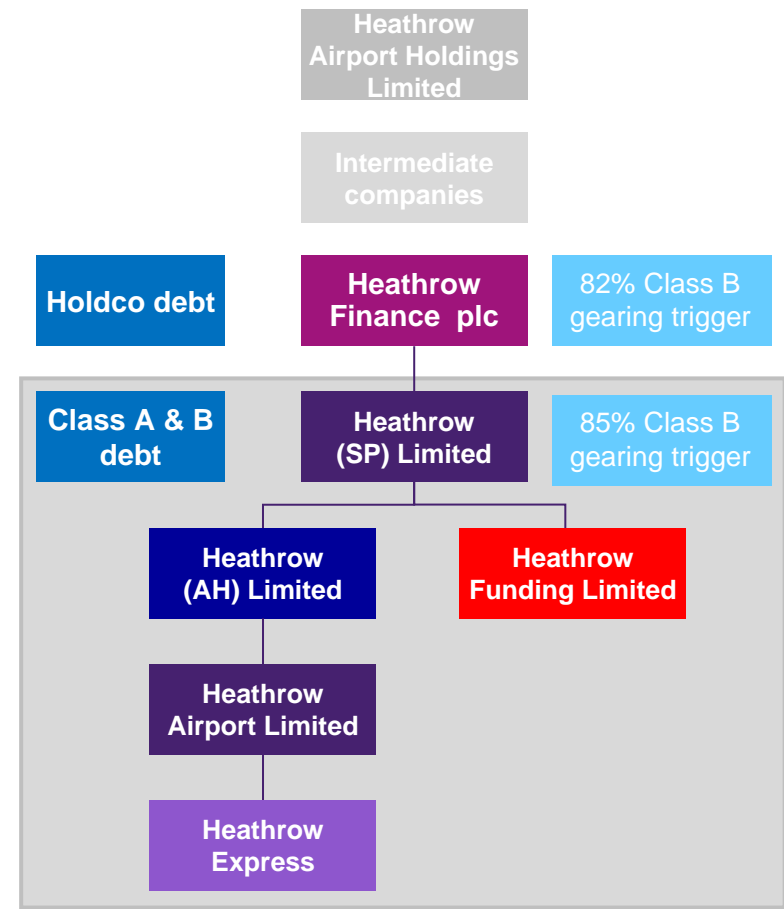 Heathrow
Airport Holdings
Limited
Intermediate
companies
Holdco debt
Heathrow
Finance plc
82% Class B
gearing trigger
Class A & B
debt
Heathrow
(SP) Limited
85% Class B
gearing trigger
Heathrow
(AH) Limited
Heathrow
Funding Limited
Heathrow
Airport Limited
Heathrow
Express